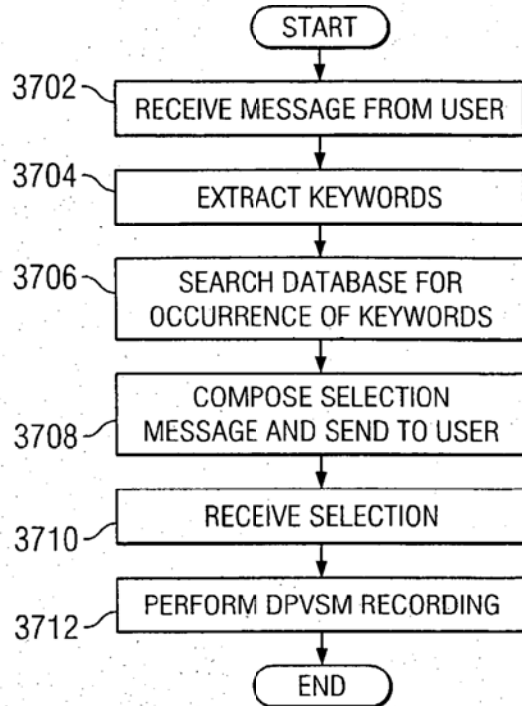 START
3702
RECEIVE MESSAGE FROM USER
3704
EXTRACT KEYWORDS
3706
SEARCH DATABASE FOR
OCCURRENCE OF KEYWORDS
3708
COMPOSE SELECTION
MESSAGE AND SEND TO USER
3710
RECEIVE SELECTION
3712
PERFORM DPVSM RECORDING
END